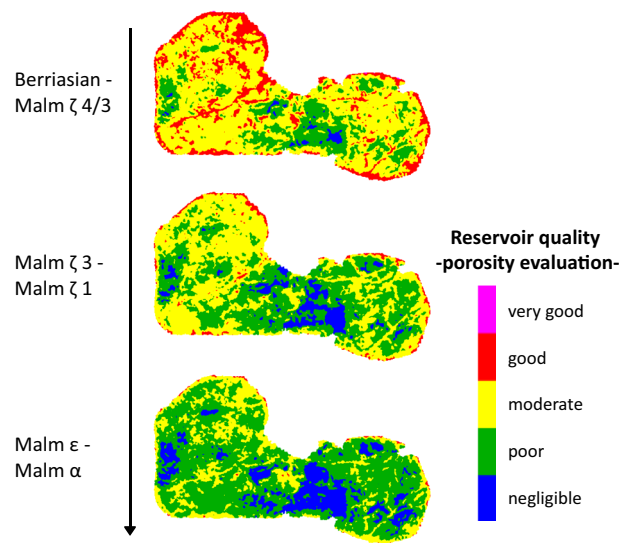 Berriasian -
Malm ζ 4/3
Malm ζ 3 -
Malm ζ 1
Malm ε -
Malm α
Reservoir quality
-porosity evaluation-
very good
good
moderate
poor
negligible